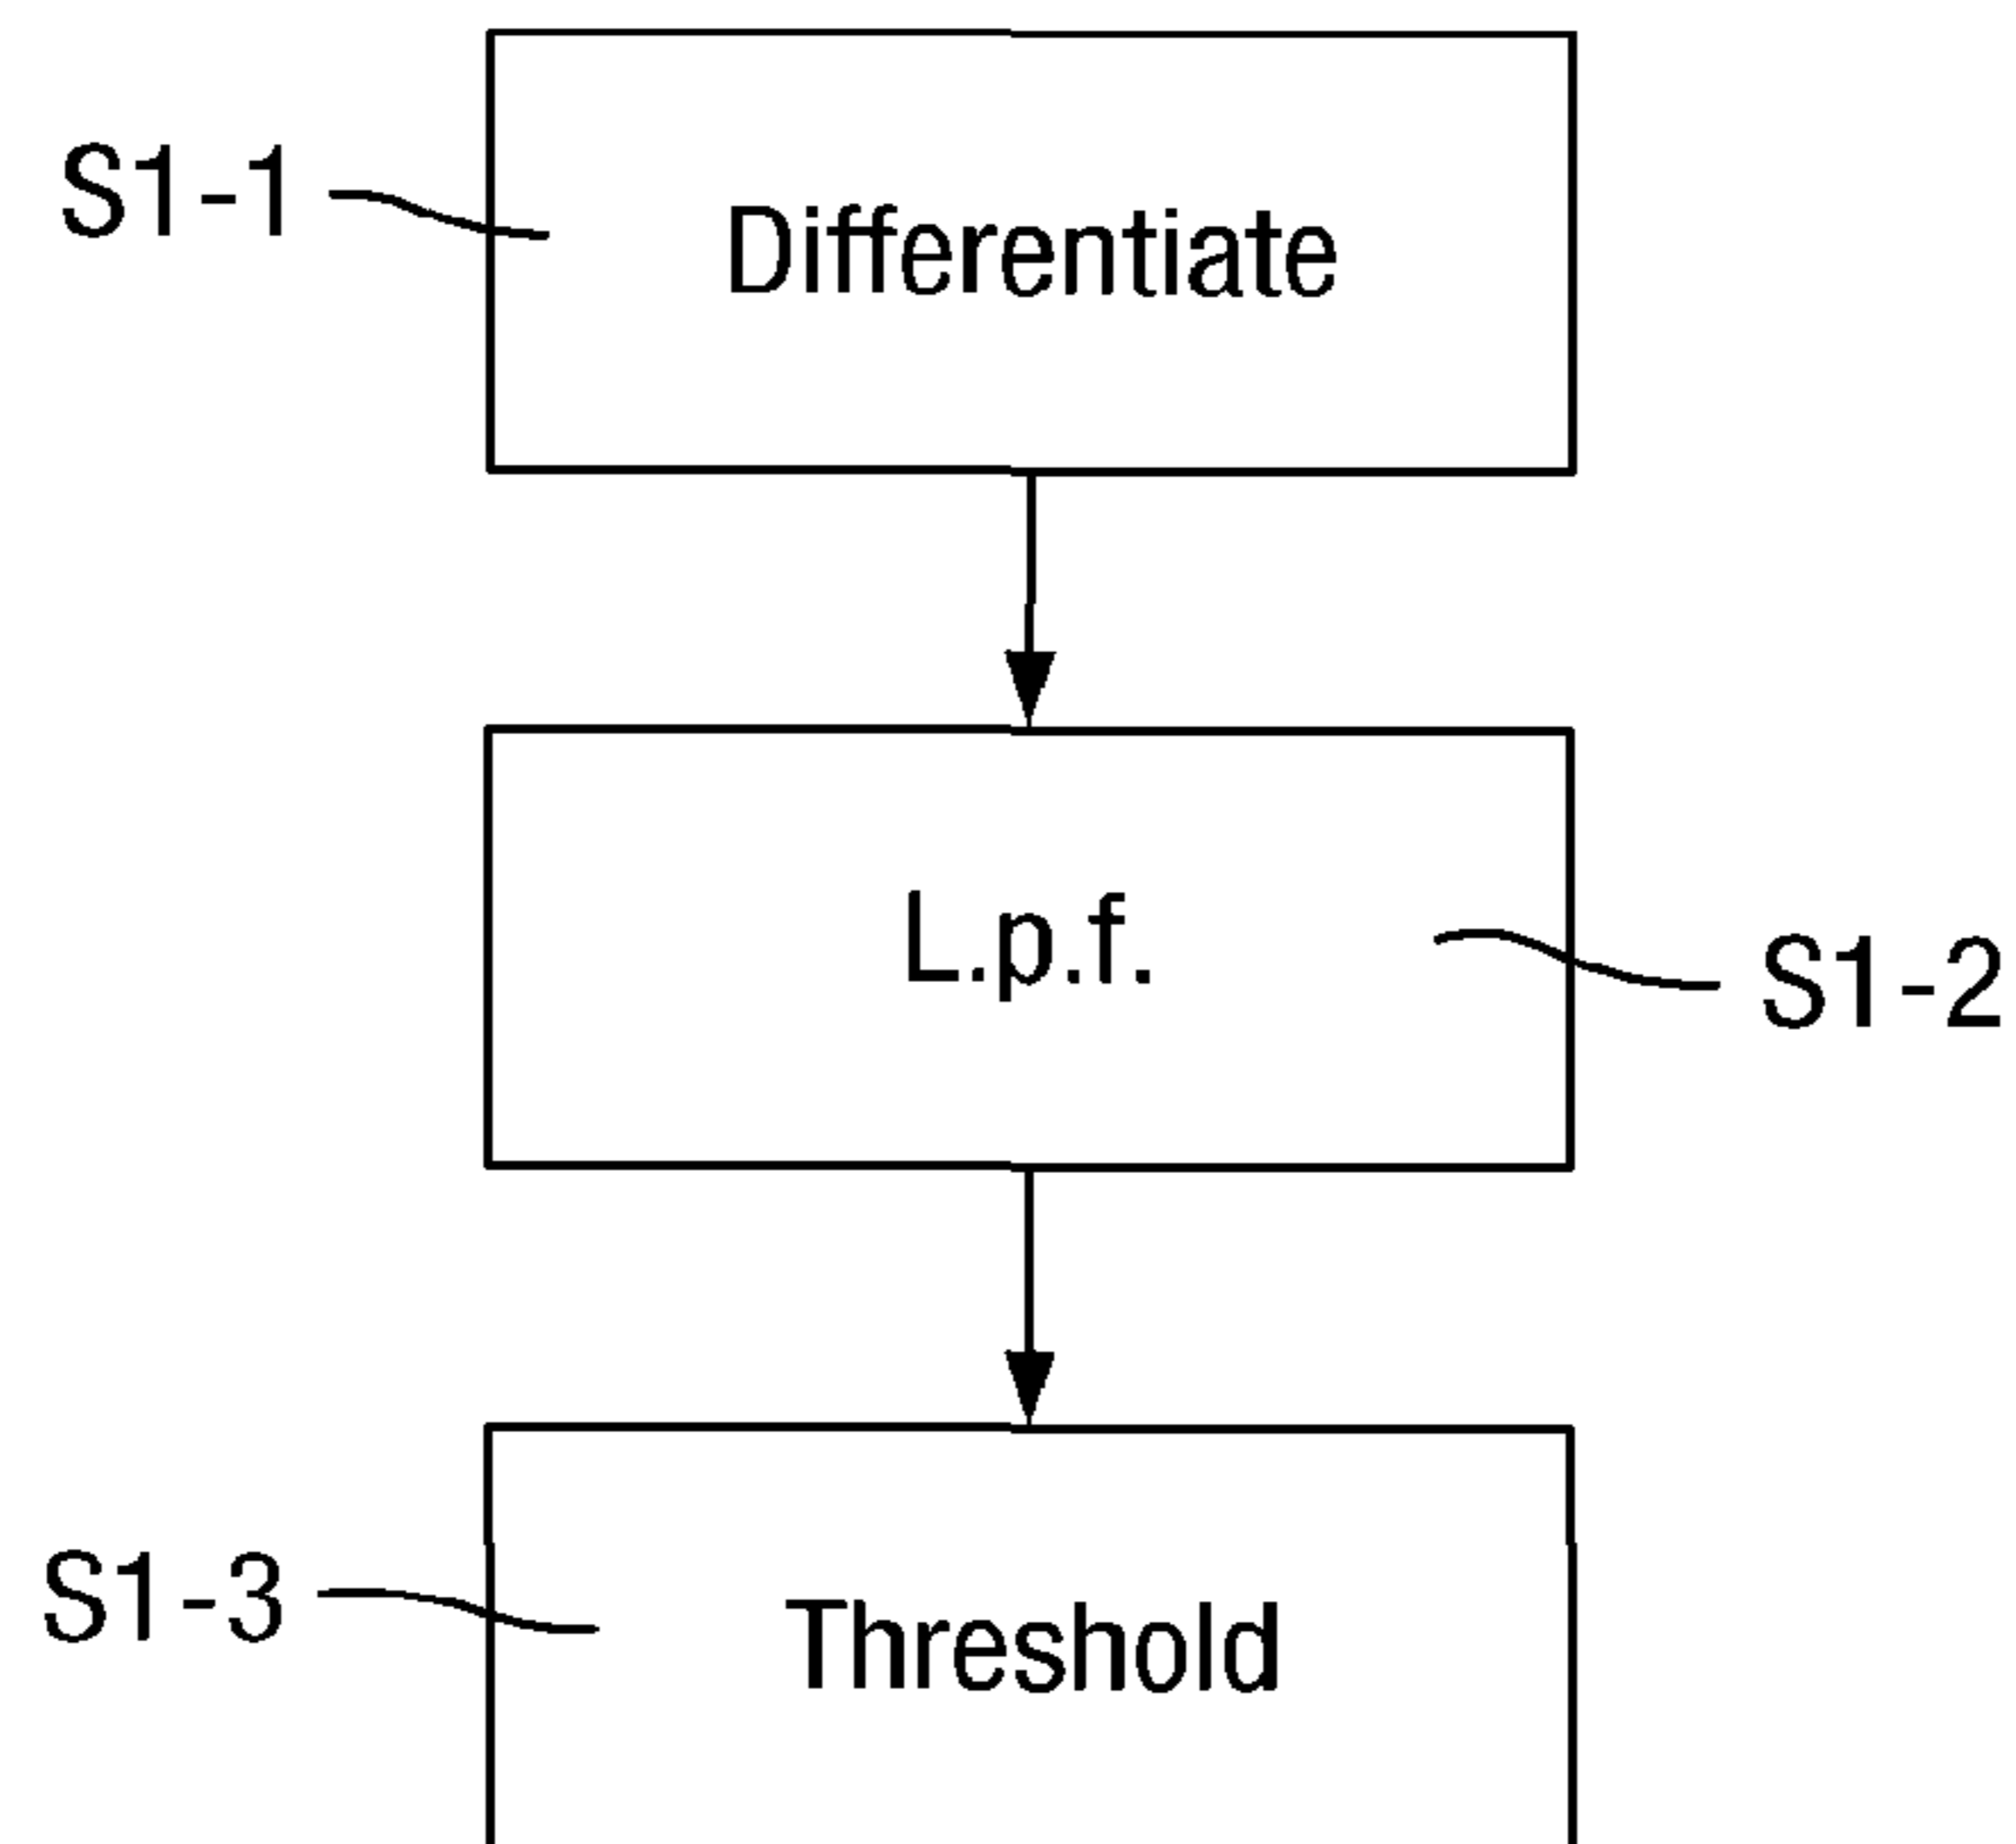 S1-1
Differentiate
L.p.f.
S1-2
S1-3
Threshold